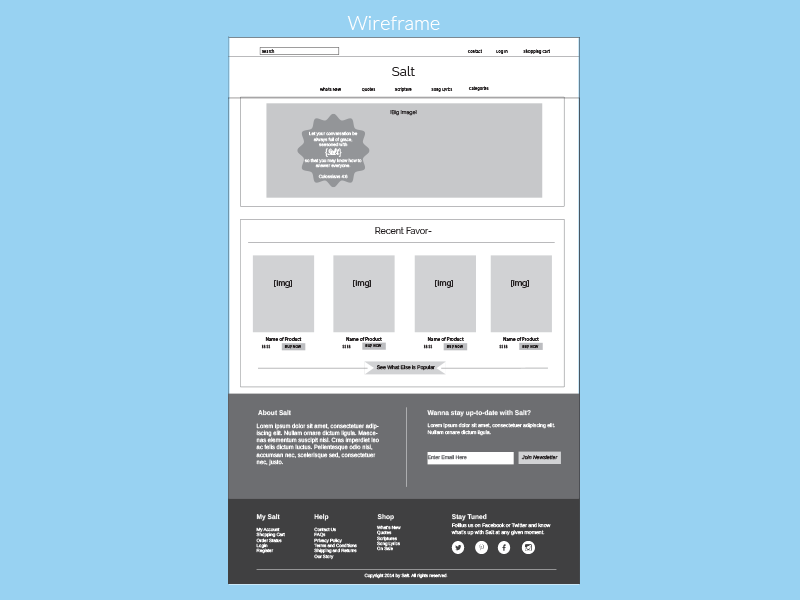 Wireframe
Search
Contact Log In Shopping Cart
Salt
What's New Quotes Scripture Song Lyrics Categories
!Big Image!
Let your conversation be
always full of grace,
seasoned with
{Salt}
so that you may know how to
answer everyone.
Colossians 4:6
Recent Favor-
[Img] [Img] [Img] [Img]
Name of Product Name of Product Name of Product Name of Product
BUY NOW BUY NOW BUY NOW BUY NOW
See What Else is Popular
About Salt
Lorem ipsum dolor sit amet, consectetuer adip-
iscing elit. Nullam ornare dictum ligula. Maece-
nas elementum suscipit nisl. Cras imperdiet leo
ac felis dictum luctus. Pellentesque odio nisi,
accumsan nec, scelerisque sed, consectetuer
nec, justo.
Wanna stay up-to-date with Salt?
Lorem ipsum dolor sit amet, consectetuer adipiscing elit.
Nullam ornare dictum ligula.
Enter Email Here Join Newsletter
My Salt
My Account
Shopping Cart
Order Status
Login
Register
Help
Contact Us
FAQs
Privacy Policy
Terms and Conditions
Shipping and Returns
Our Story
Shop
What's New
Quotes
Scriptures
Song Lyrics
On Sale
Stay Tuned
Follius us on Facebook or Twitter and know
what's up with Salt at any given moment.
Copyright 2014 by Salt. All rights reserved